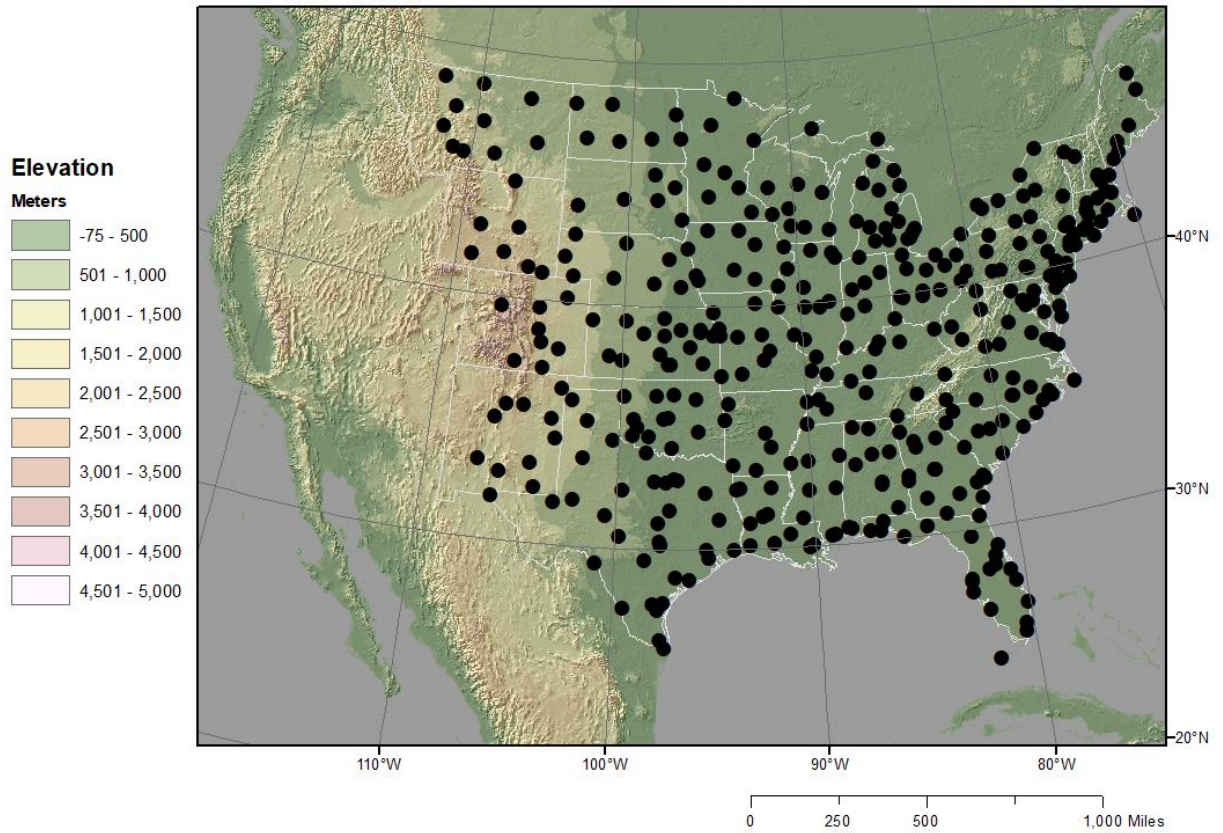 Elevation
Meters
-75 - 500
501 - 1,000
1,001 - 1,500
1,501 - 2,000
2,001 - 2,500
2,501 - 3,000
3,001 - 3,500
3,501 - 4,000
4,001 - 4,500
4,501 - 5,000
40°N
30°N
20°N
110°W
100°W
90°W
80°W
0
250
500
1,000 Miles